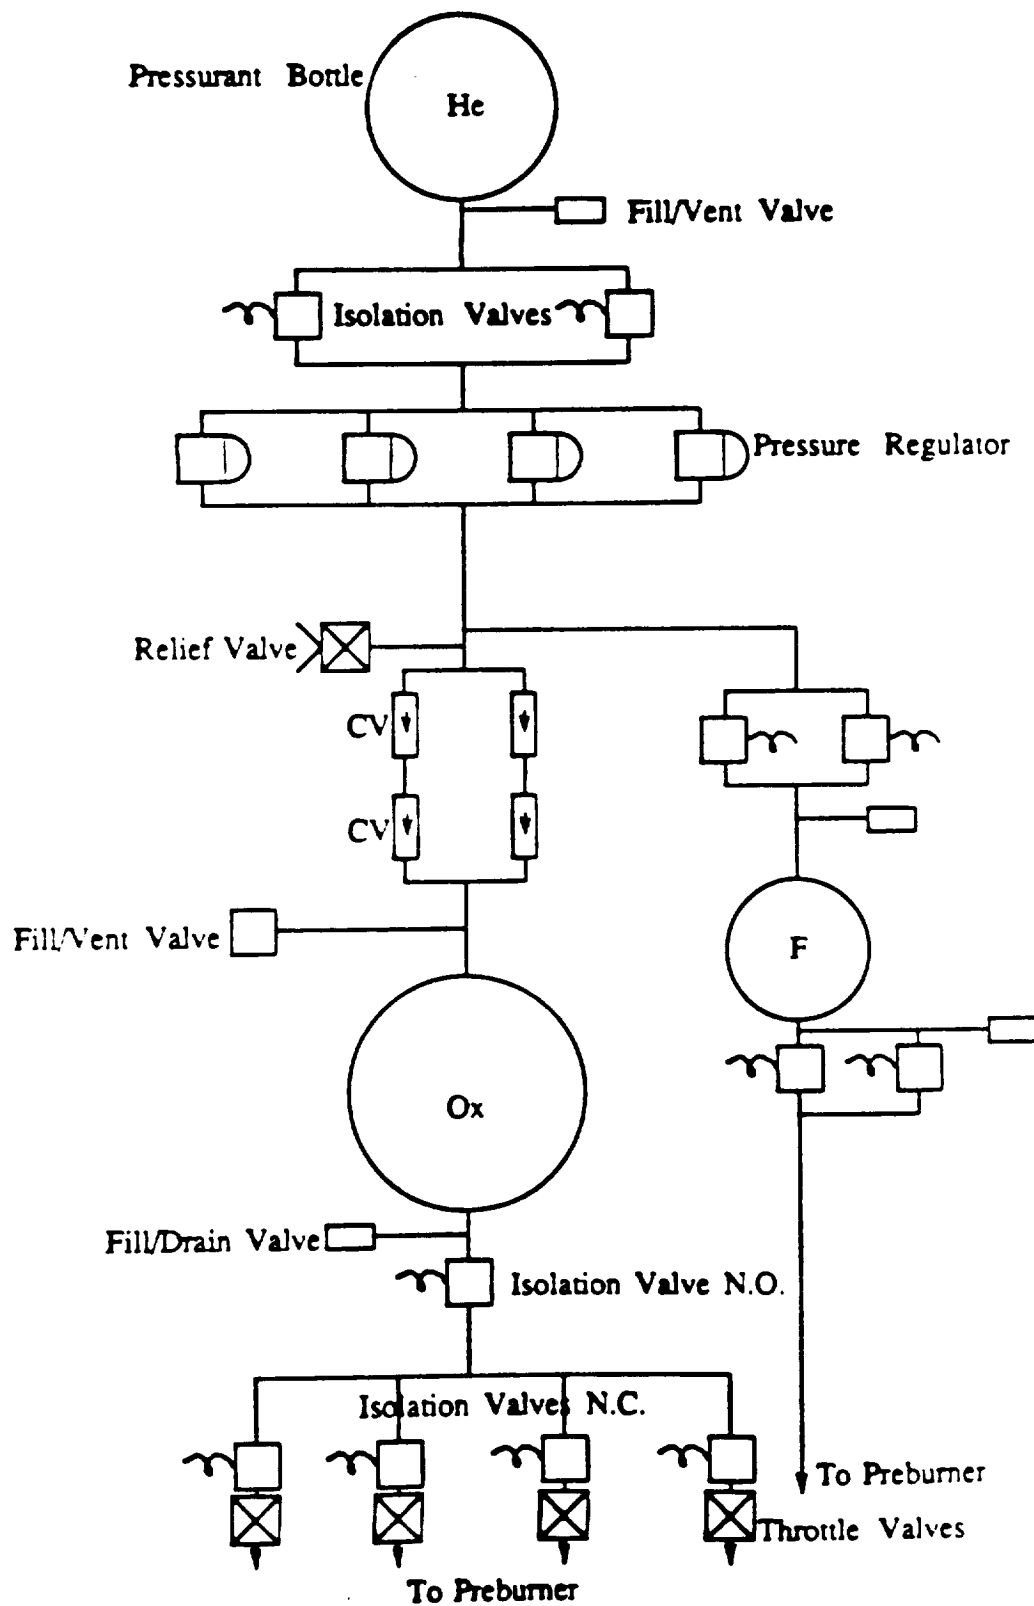 Pressurant Bottle
He
Fill/Vent Valve
Isolation Valves
Pressure Regulator
Relief Valve
CV
CV
Fill/Vent Valve
F
Ox
Fill/Drain Valve
Isolation Valve N.O.
Isolation Valves N.C.
To Preburner
Throttle Valves
To Preburner